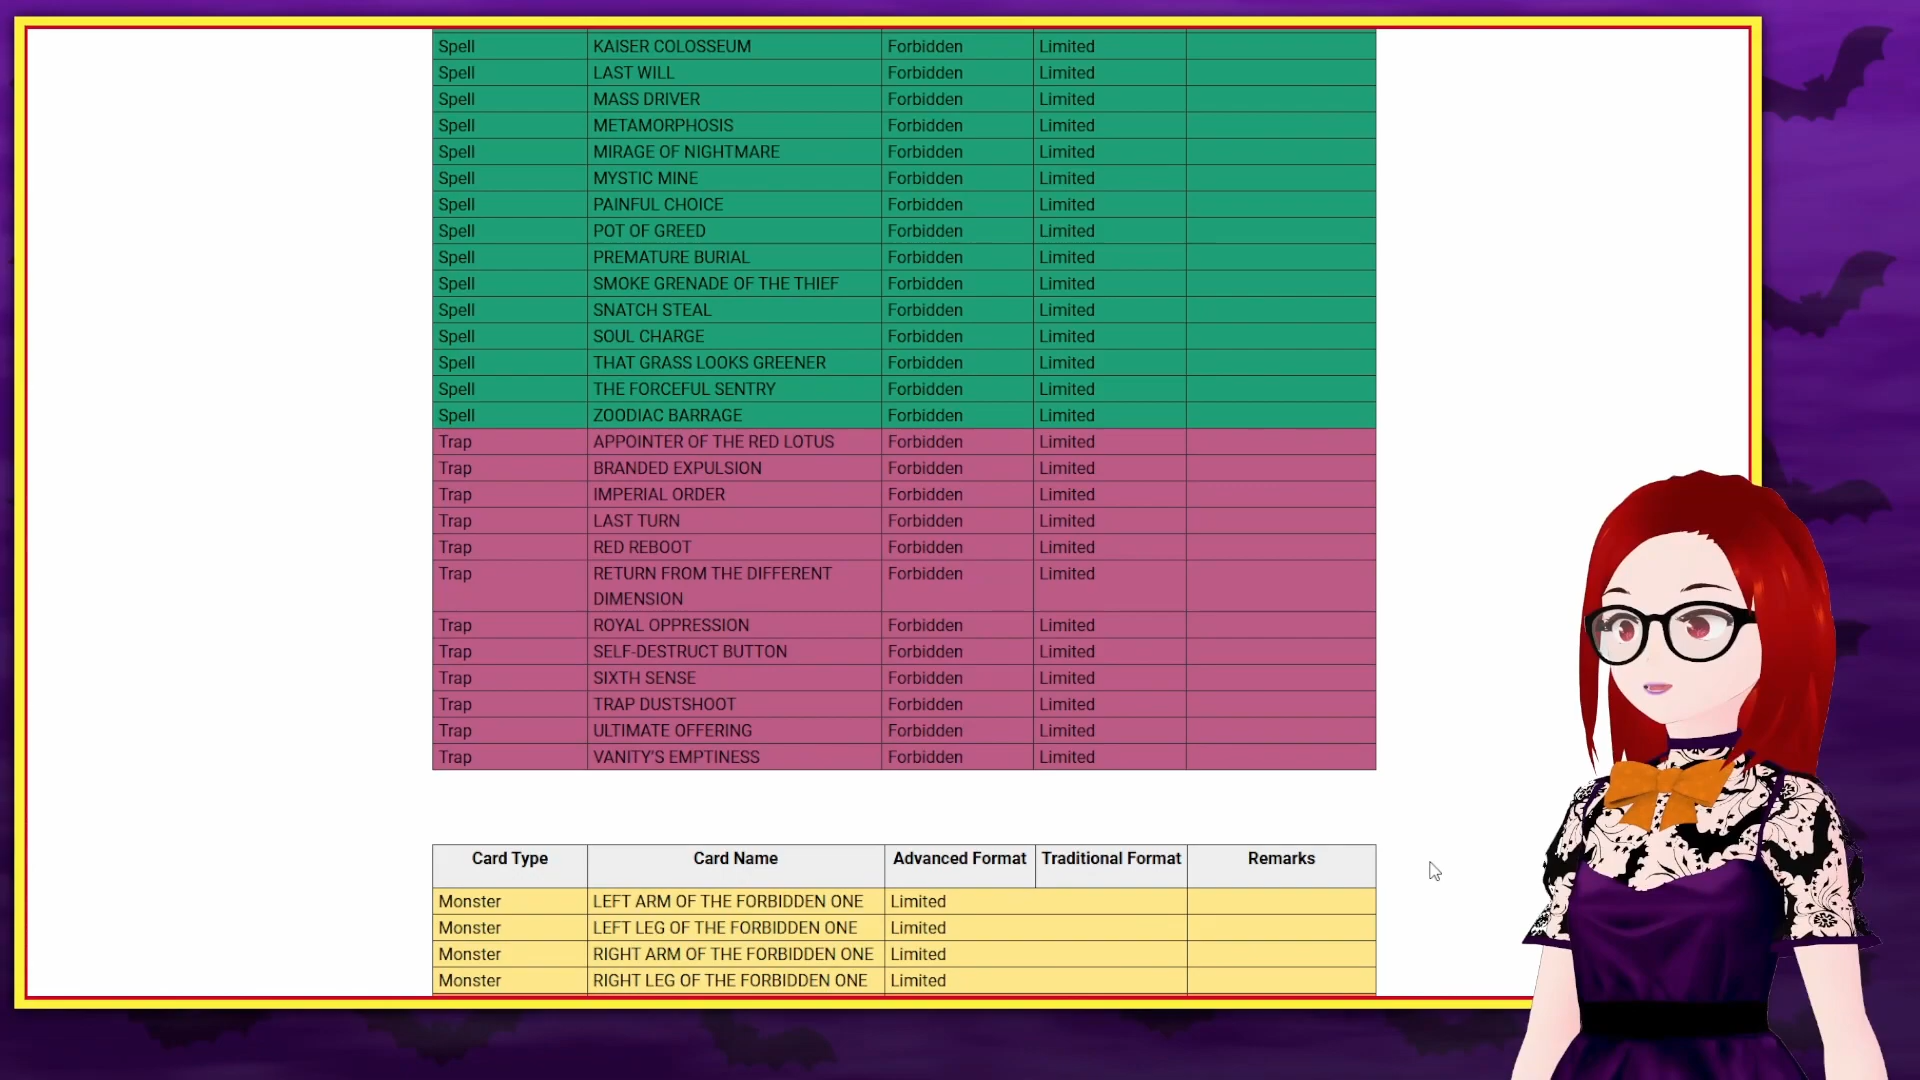 Spell KAISER COLOSSEUM Forbidden Limited
Spell LAST WILL Forbidden Limited
Spell MASS DRIVER Forbidden Limited
Spell METAMORPHOSIS Forbidden Limited
Spell MIRAGE OF NIGHTMARE Forbidden Limited
Spell MYSTIC MINE Forbidden Limited
Spell PAINFUL CHOICE Forbidden Limited
Spell POT OF GREED Forbidden Limited
Spell PREMATURE BURIAL Forbidden Limited
Spell SMOKE GRENADE OF THE THIEF Forbidden Limited
Spell SNATCH STEAL Forbidden Limited
Spell SOUL CHARGE Forbidden Limited
Spell THAT GRASS LOOKS GREENER Forbidden Limited
Spell THE FORCEFUL SENTRY Forbidden Limited
Spell ZOODIAC BARRAGE Forbidden Limited
Trap APPOINTER OF THE RED LOTUS Forbidden Limited
Trap BRANDED EXPULSION Forbidden Limited
Trap IMPERIAL ORDER Forbidden Limited
Trap LAST TURN Forbidden Limited
Trap RED REBOOT Forbidden Limited
Trap RETURN FROM THE DIFFERENT Forbidden Limited
DIMENSION
Trap ROYAL OPPRESSION Forbidden Limited
Trap SELF-DESTRUCT BUTTON Forbidden Limited
Trap SIXTH SENSE Forbidden Limited
Trap TRAP DUSTSHOOT Forbidden Limited
Trap ULTIMATE OFFERING Forbidden Limited
Trap VANITY'S EMPTINESS Forbidden Limited
Card Type Card Name Advanced Format Traditional Format Remarks
Monster LEFT ARM OF THE FORBIDDEN ONE Limited
Monster LEFT LEG OF THE FORBIDDEN ONE Limited
Monster RIGHT ARM OF THE FORBIDDEN ONE Limited
Monster RIGHT LEG OF THE FORBIDDEN ONE Limited